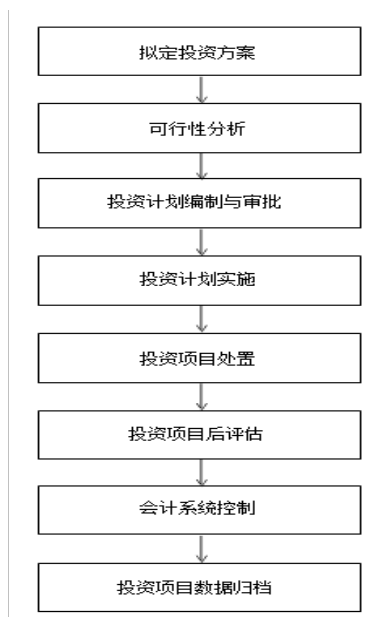 拟定投资方案
可行性分析
投资计划编制与审批
投资计划实施
投资项目处置
投资项目后评估
会计系统控制
投资项目数据归档